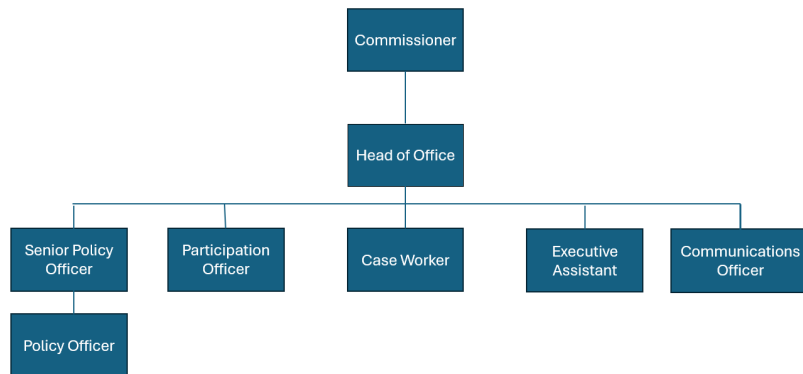 Commissioner
Head of Office
Senior Policy
Officer
Participation
Officer
Case Worker
Executive
Assistant
Communications
Officer
Policy Officer